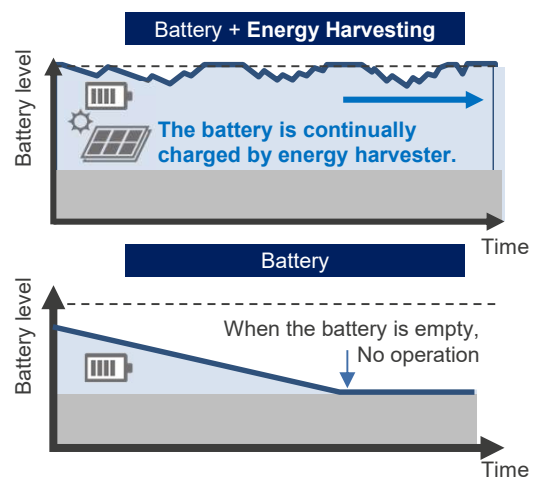 Battery + Energy Harvesting
Battery level
The battery is continually
charged by energy harvester.
Time
Battery
Battery level
When the battery is empty,
No operation
Time